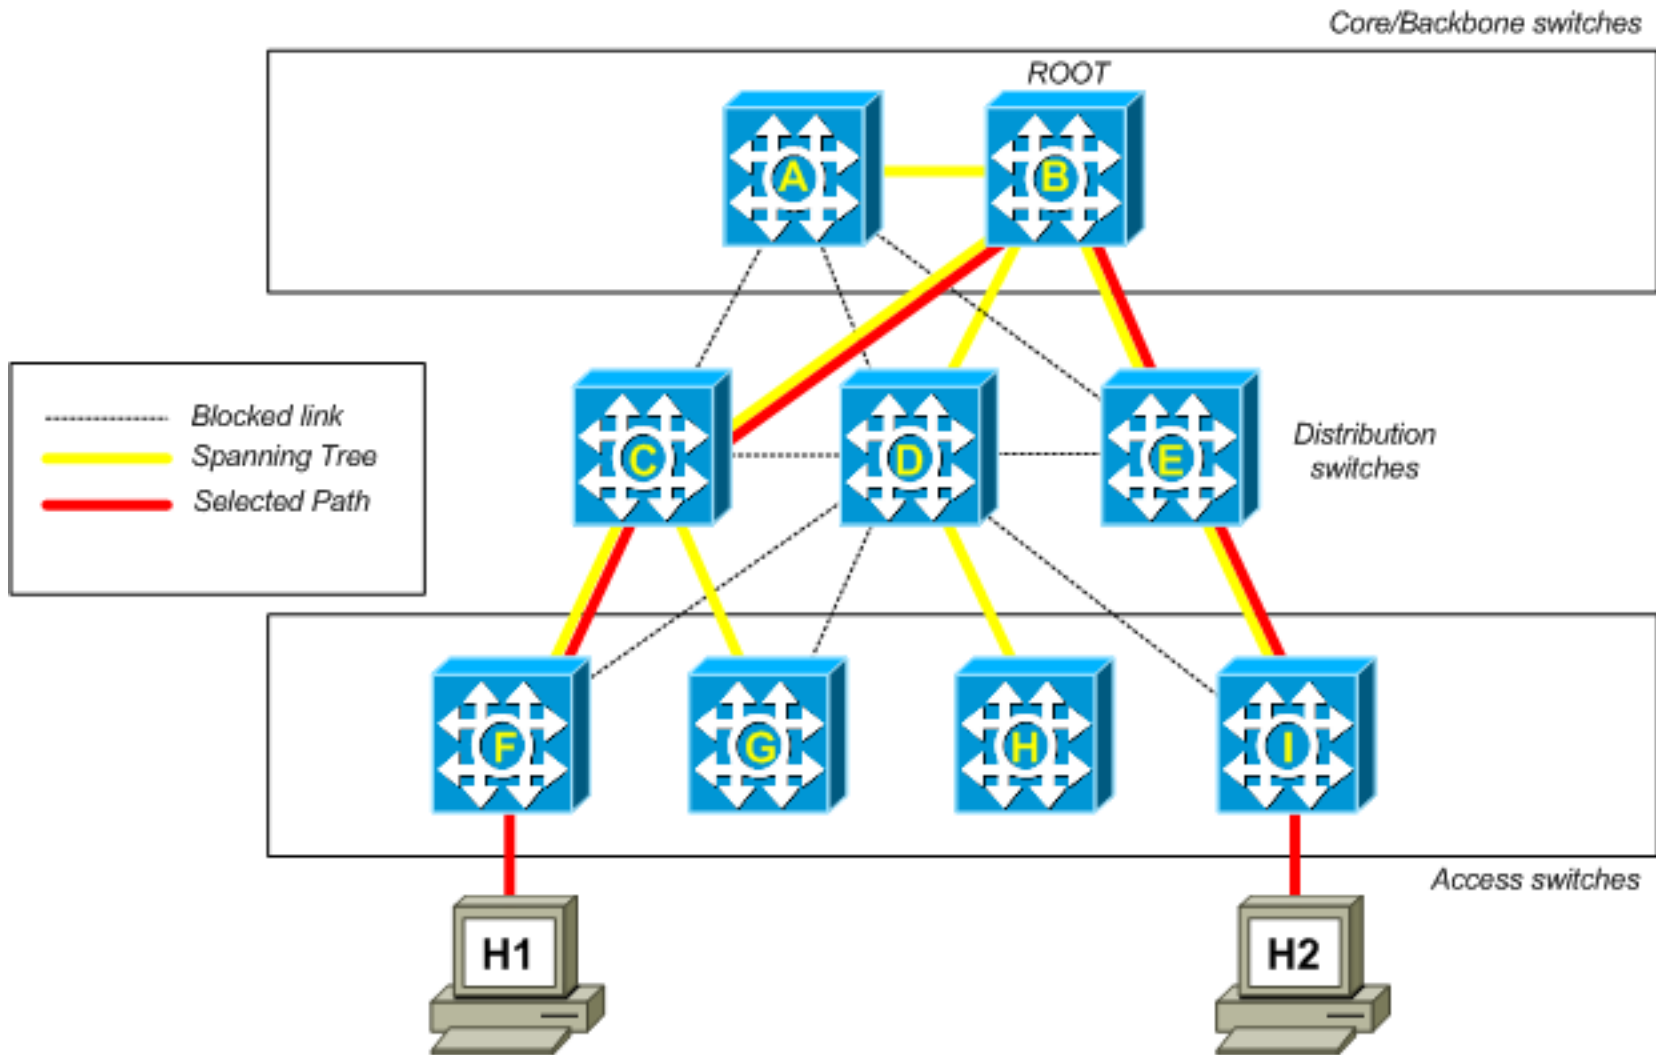 Core/Backbone switches
ROOT
A
B
Blocked link
Spanning Tree
Selected Path
C
D
E
Distribution
switches
F
G
H
I
Access switches
H1
H2